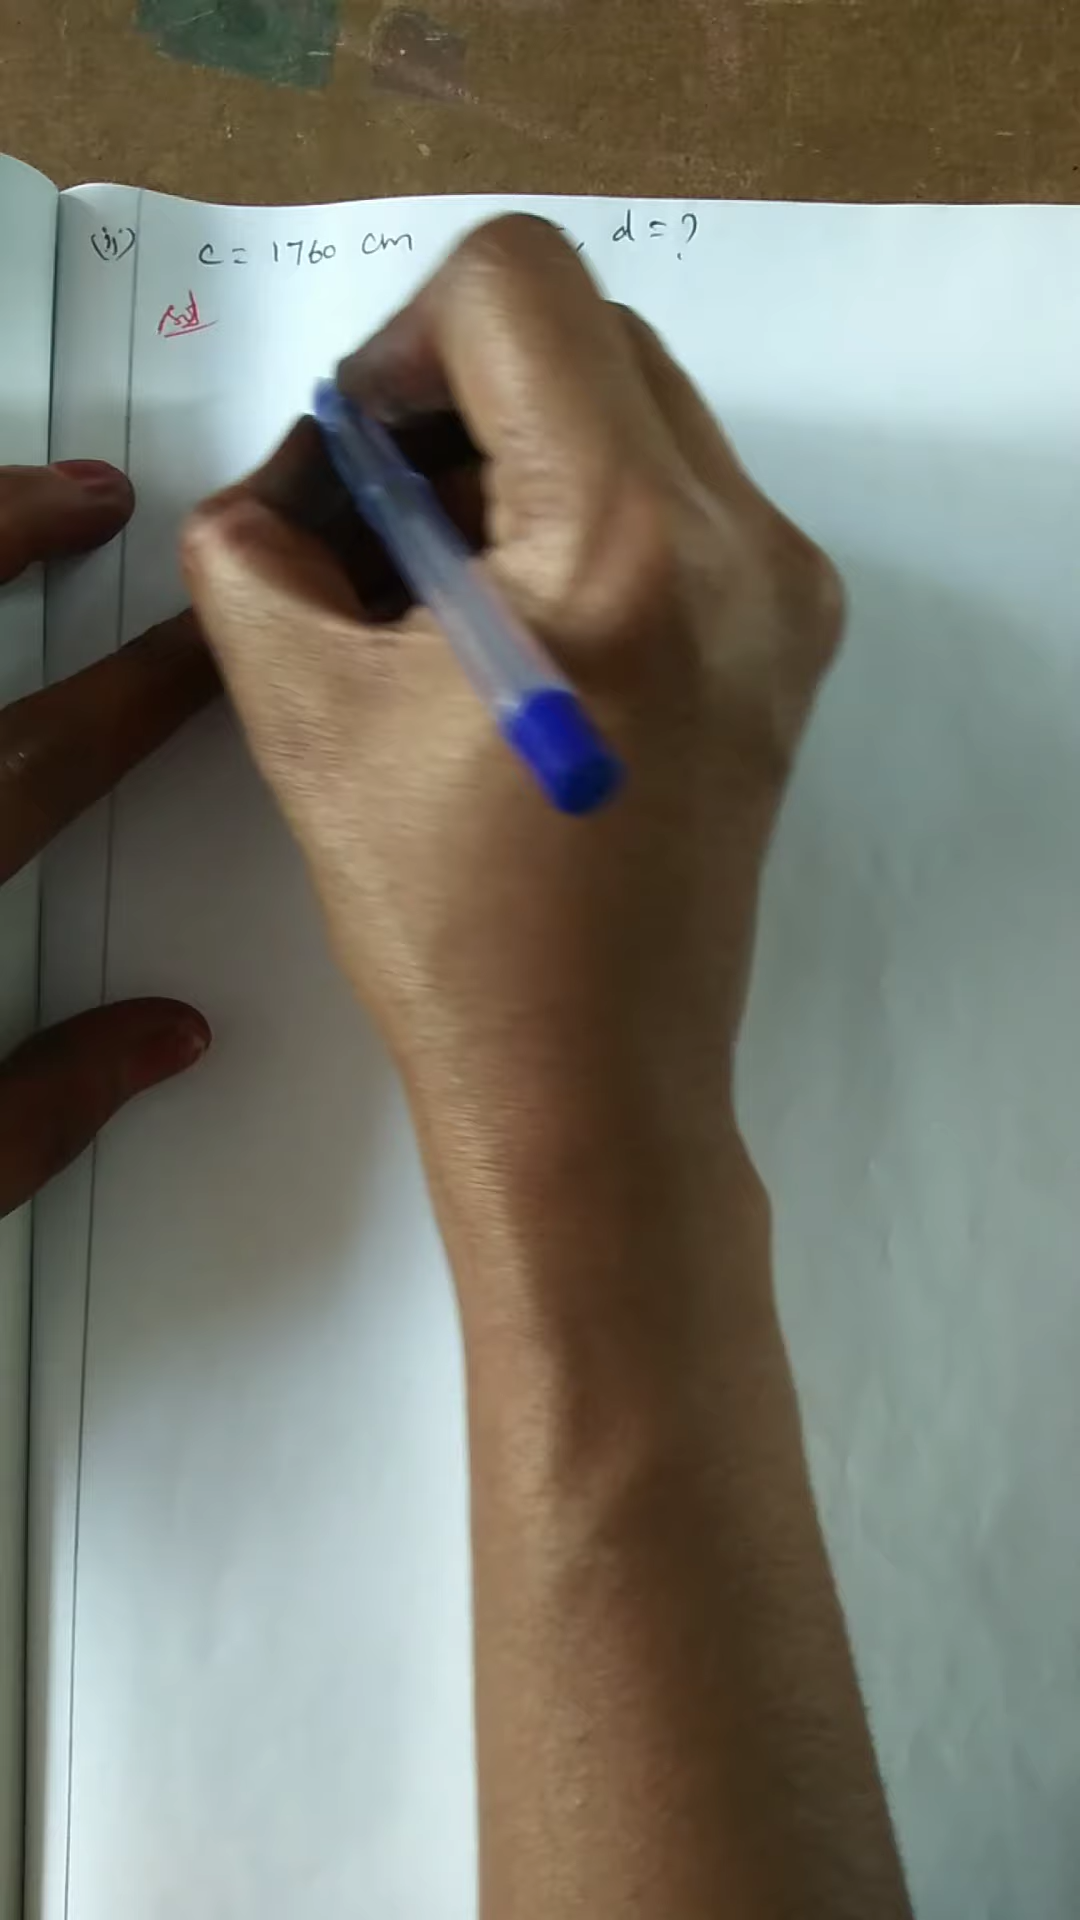 (ii) c = 1760 cm , d = ?
Sol